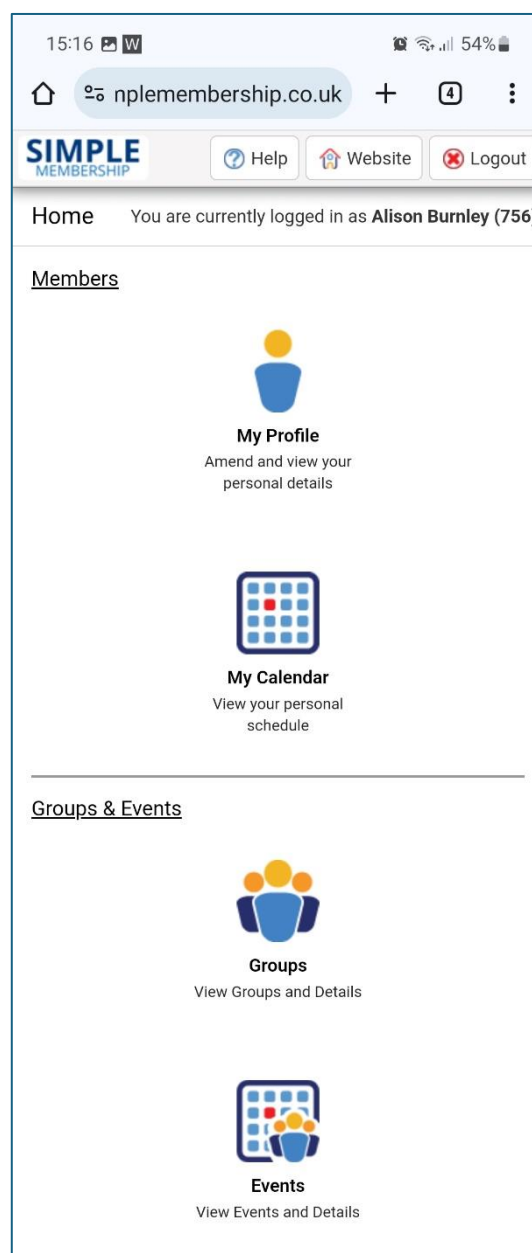 15:16 W 54%
nplemembership.co.uk + 4
SIMPLE
MEMBERSHIP
Help Website Logout
Home You are currently logged in as Alison Burnley (756
Members
My Profile
Amend and view your
personal details
My Calendar
View your personal
schedule
Groups & Events
Groups
View Groups and Details
Events
View Events and Details